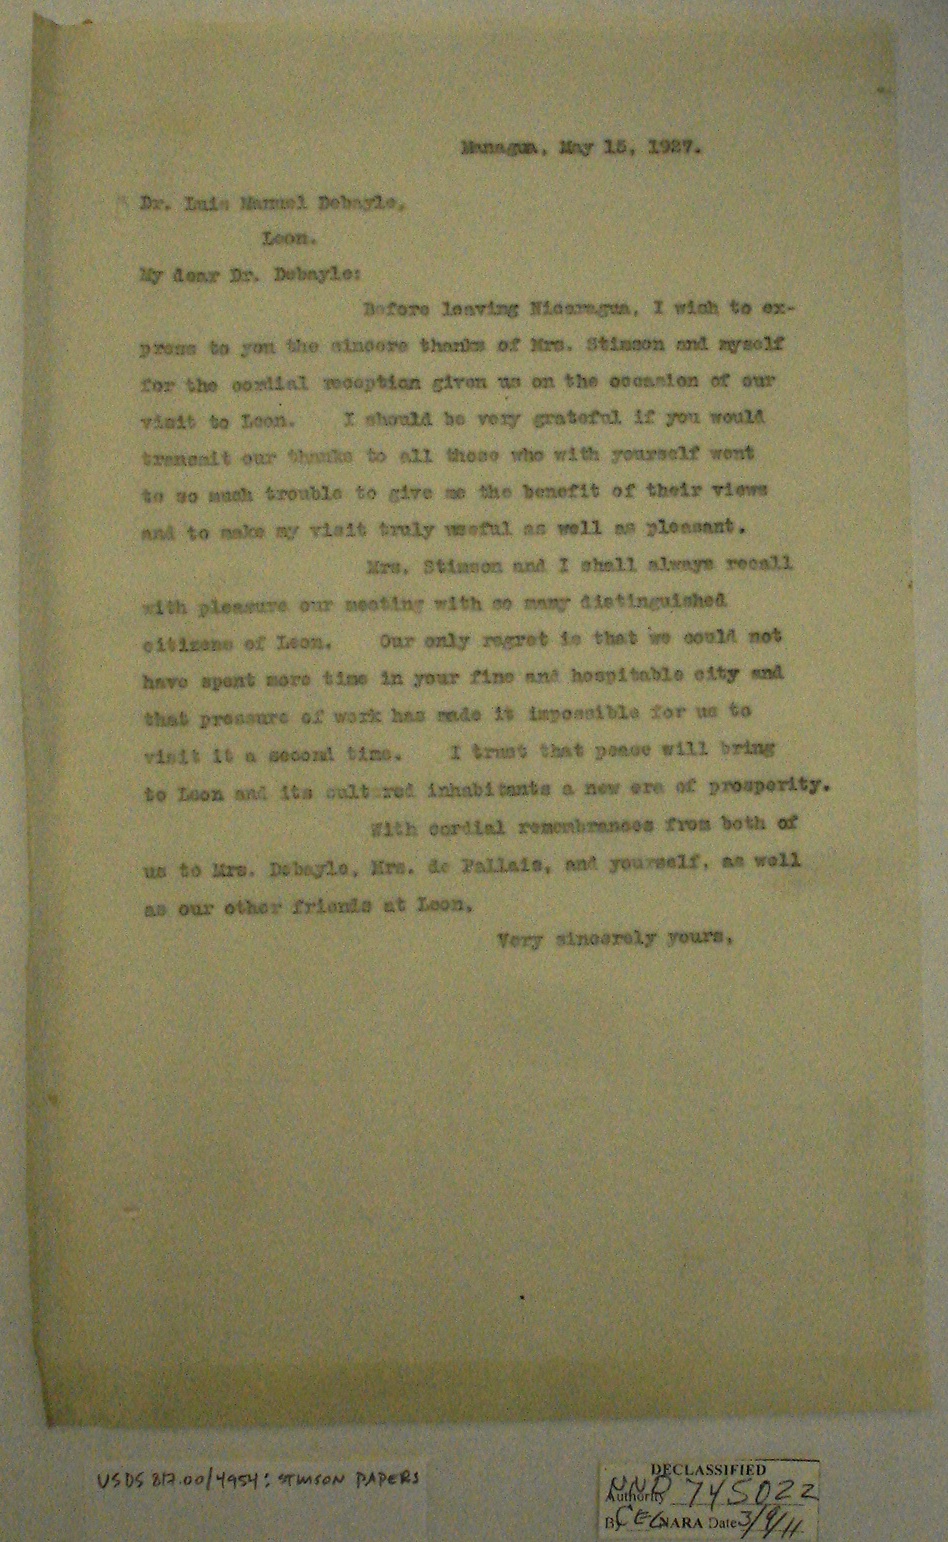 Managua, May 15, 1927.
Dr. Luis Manuel Debayle,
Leon.
My dear Dr. Debayle:
Before leaving Nicaragua, I wish to ex-
press to you the sincere thanks of Mrs. Stimson and myself
for the cordial reception given us on the occasion of our
visit to Leon. I should be very grateful if you would
transmit our thanks to all those who with yourself went
to so much trouble to give me the benefit of their views
and to make my visit truly useful as well as pleasant.
Mrs. Stimson and I shall always recall
with pleasure our meeting with so many distinguished
citizens of Leon. Our only regret is that we could not
have spent more time in your fine and hospitable city and
that pressure of work has made it impossible for us to
visit it a second time. I trust that peace will bring
to Leon and its cultured inhabitants a new era of prosperity.
With cordial remembrances from both of
us to Mrs. Debayle, Mrs. de Pallais, and yourself, as well
as our other friends at Leon,
Very sincerely yours,
USDS 817.00/4954: STIMSON PAPERS
DECLASSIFIED
Authority NND 745022
By CEG NARA Date 3/9/11